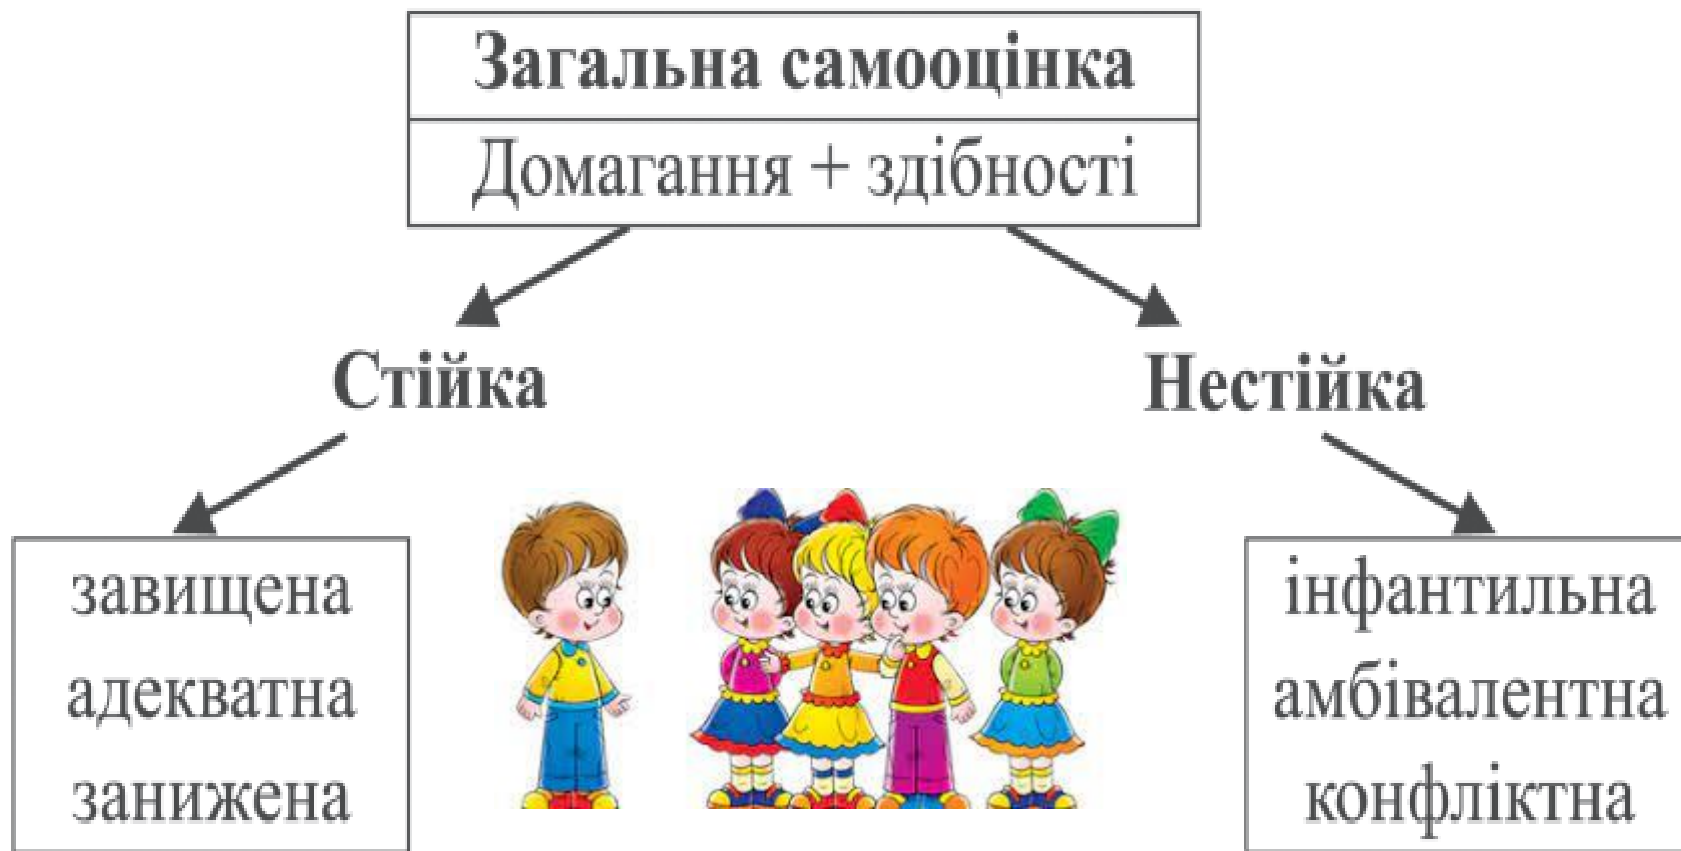 Загальна самооцінка
Домагання + здібності
Стійка
Нестійка
завищена
адекватна
занижена
інфантильна
амбівалентна
конфліктна